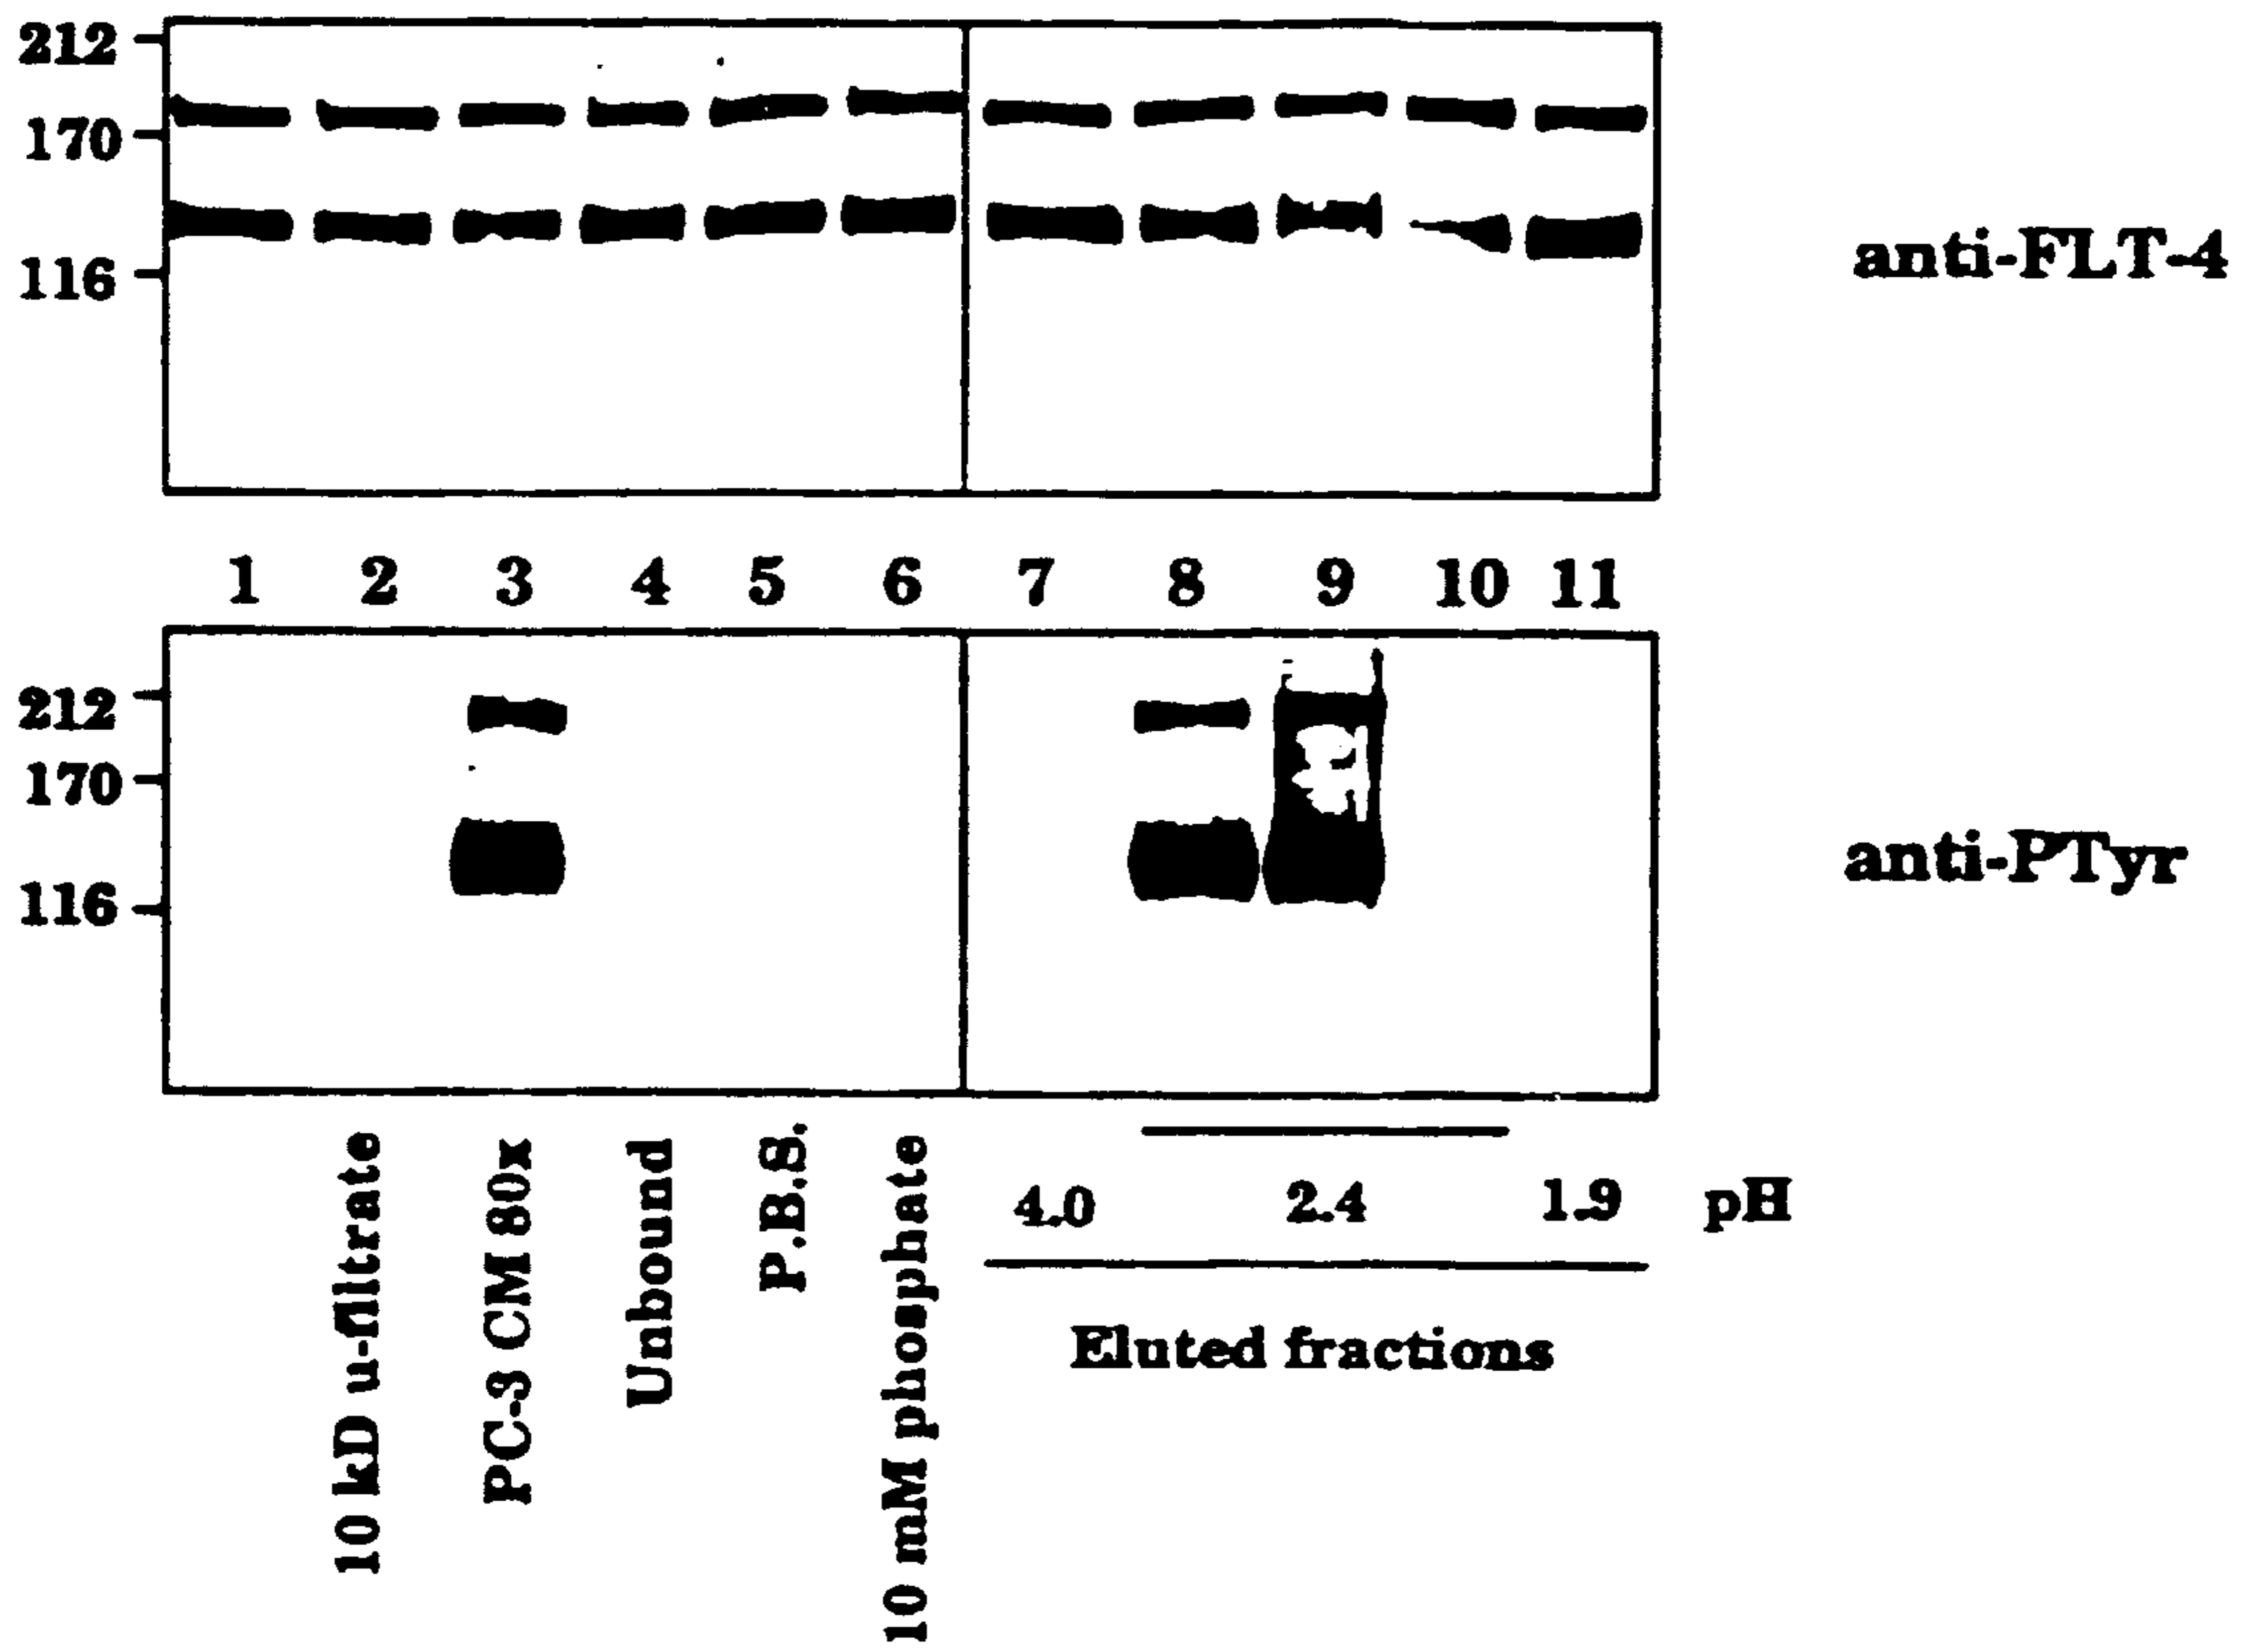 212
170
116
anti-FLT-4
1 2 3 4 5 6 7 8 9 10 11
212
170
116
anti-PTyr
10 kD u-filtrate
PC-3 CM 80x
Unbound
P.B.S.
10 mM phosphate
4.0 2.4 1.9 pH
Eluted fractions